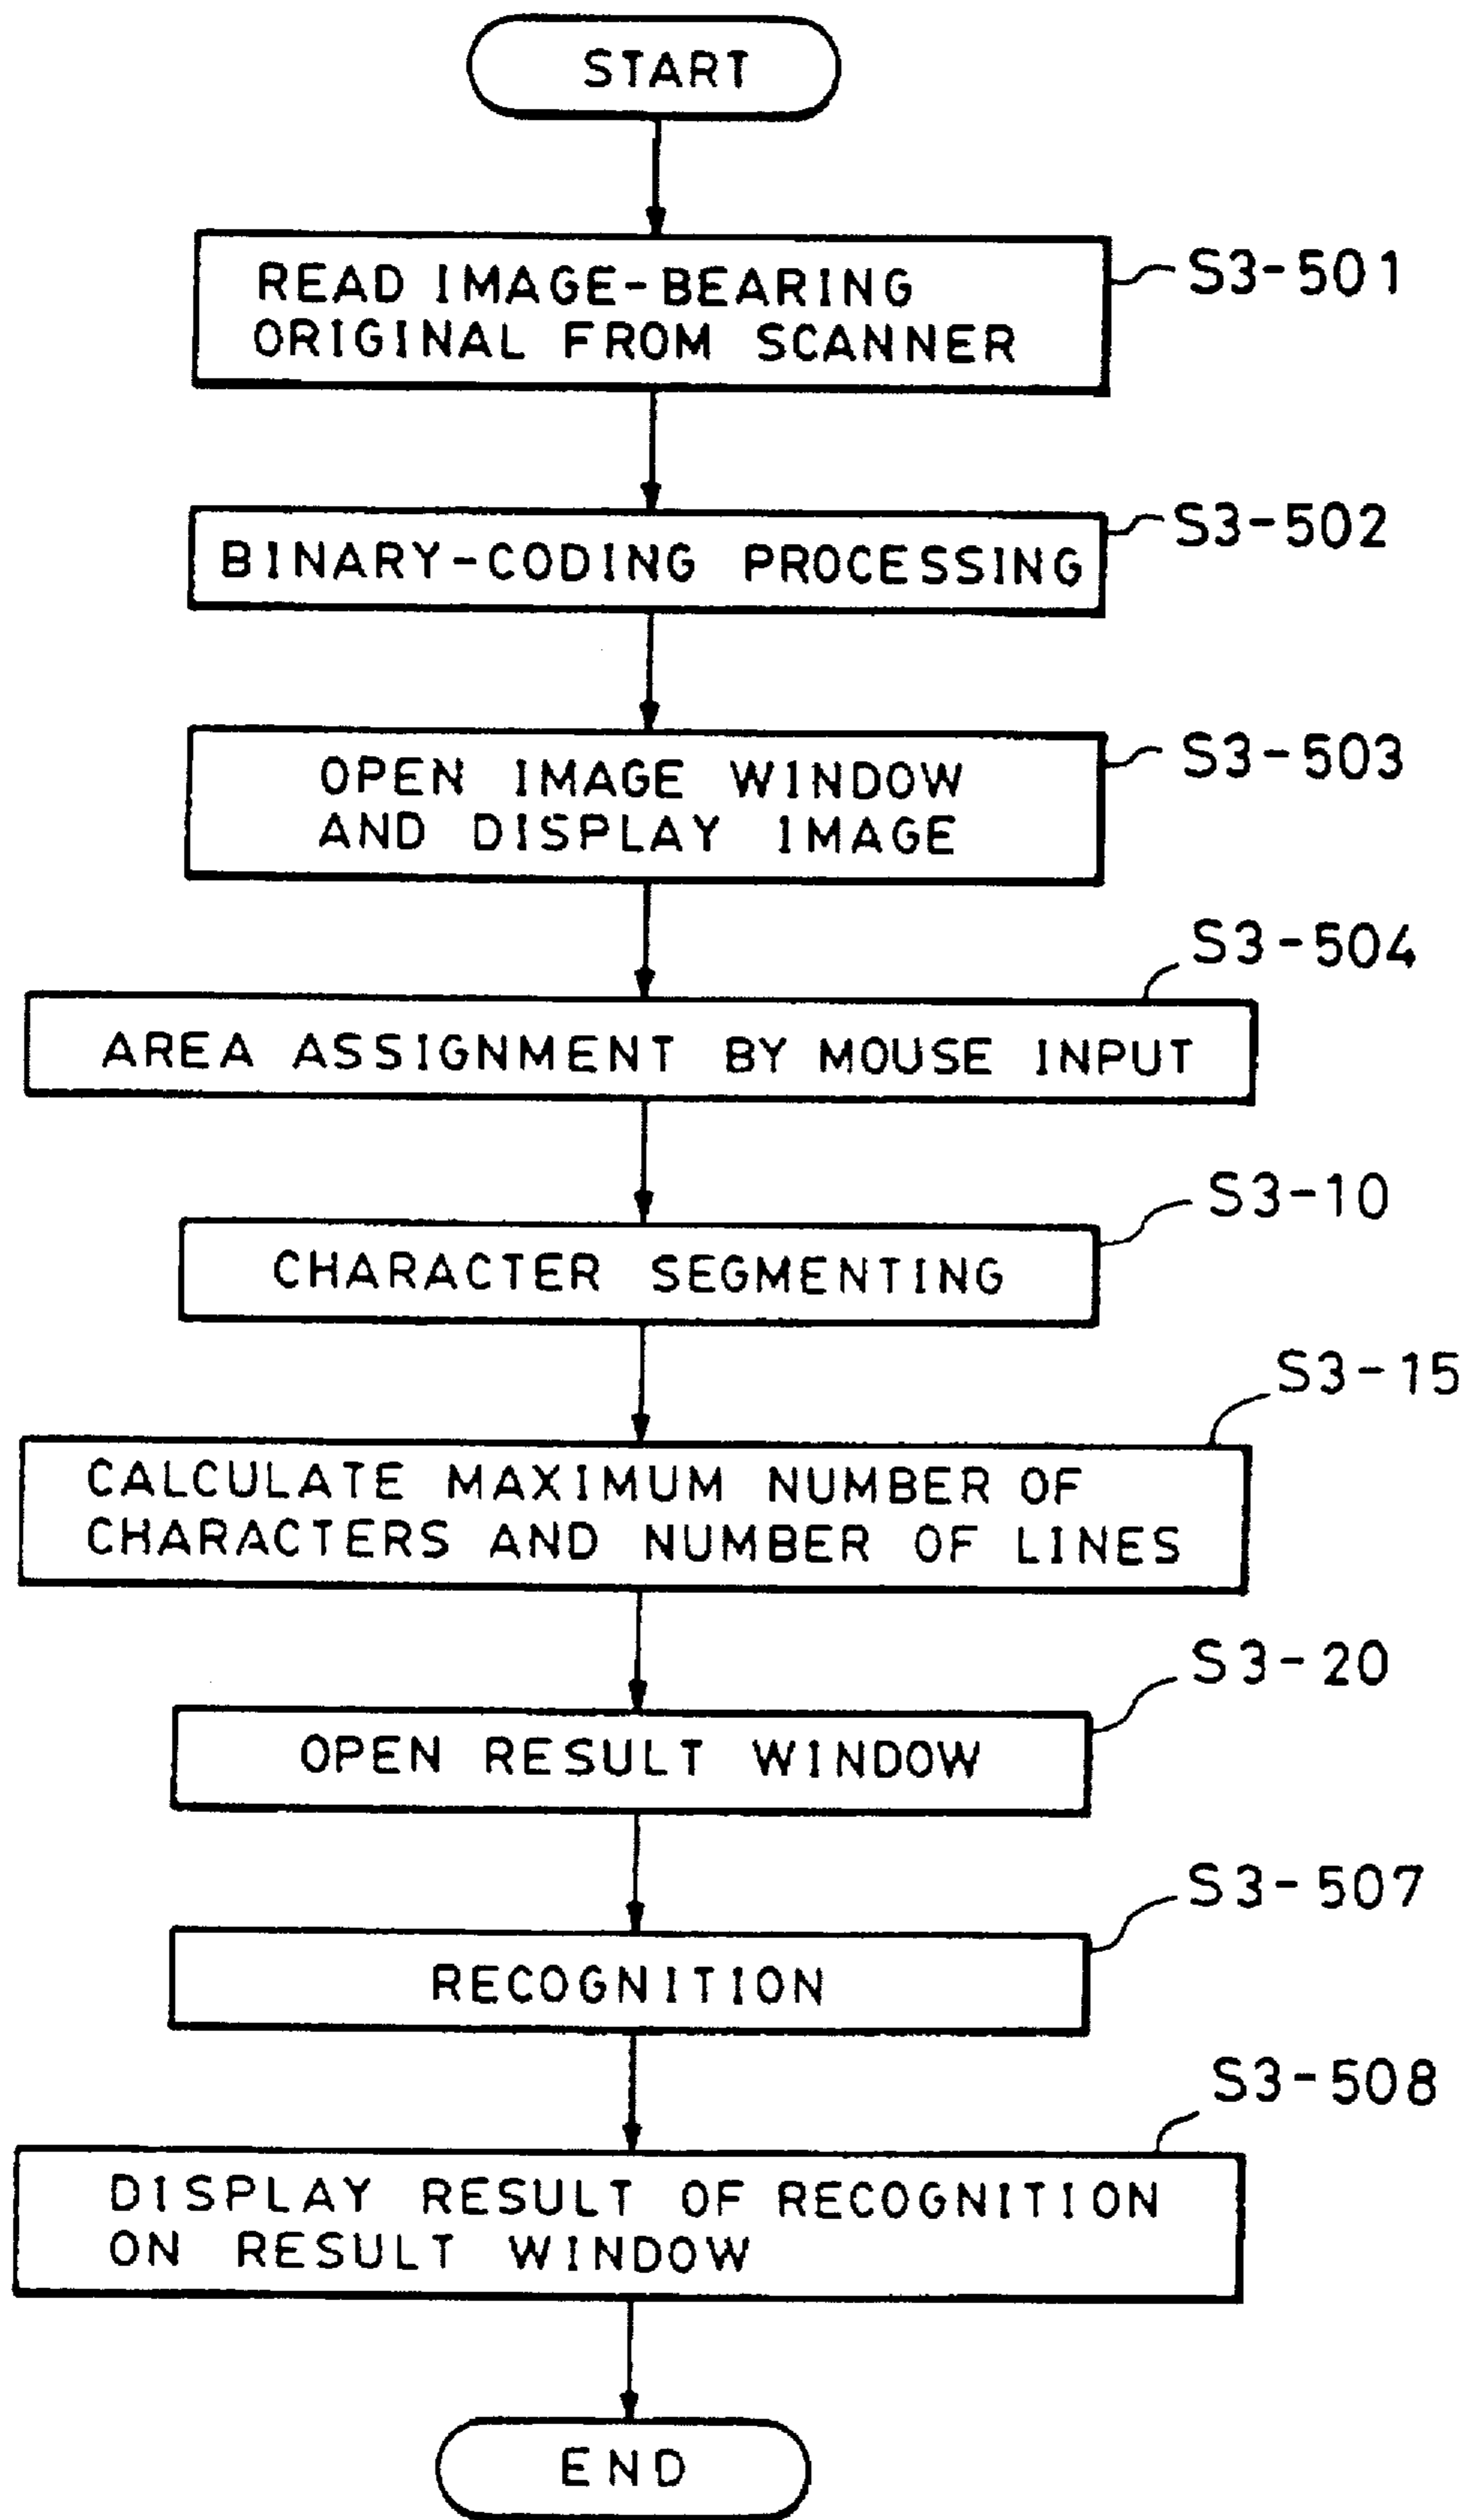 START
READ IMAGE-BEARING
ORIGINAL FROM SCANNER
S3-501
BINARY-CODING PROCESSING
S3-502
OPEN IMAGE WINDOW
AND DISPLAY IMAGE
S3-503
S3-504
AREA ASSIGNMENT BY MOUSE INPUT
S3-10
CHARACTER SEGMENTING
S3-15
CALCULATE MAXIMUM NUMBER OF
CHARACTERS AND NUMBER OF LINES
S3-20
OPEN RESULT WINDOW
S3-507
RECOGNITION
S3-508
DISPLAY RESULT OF RECOGNITION
ON RESULT WINDOW
END